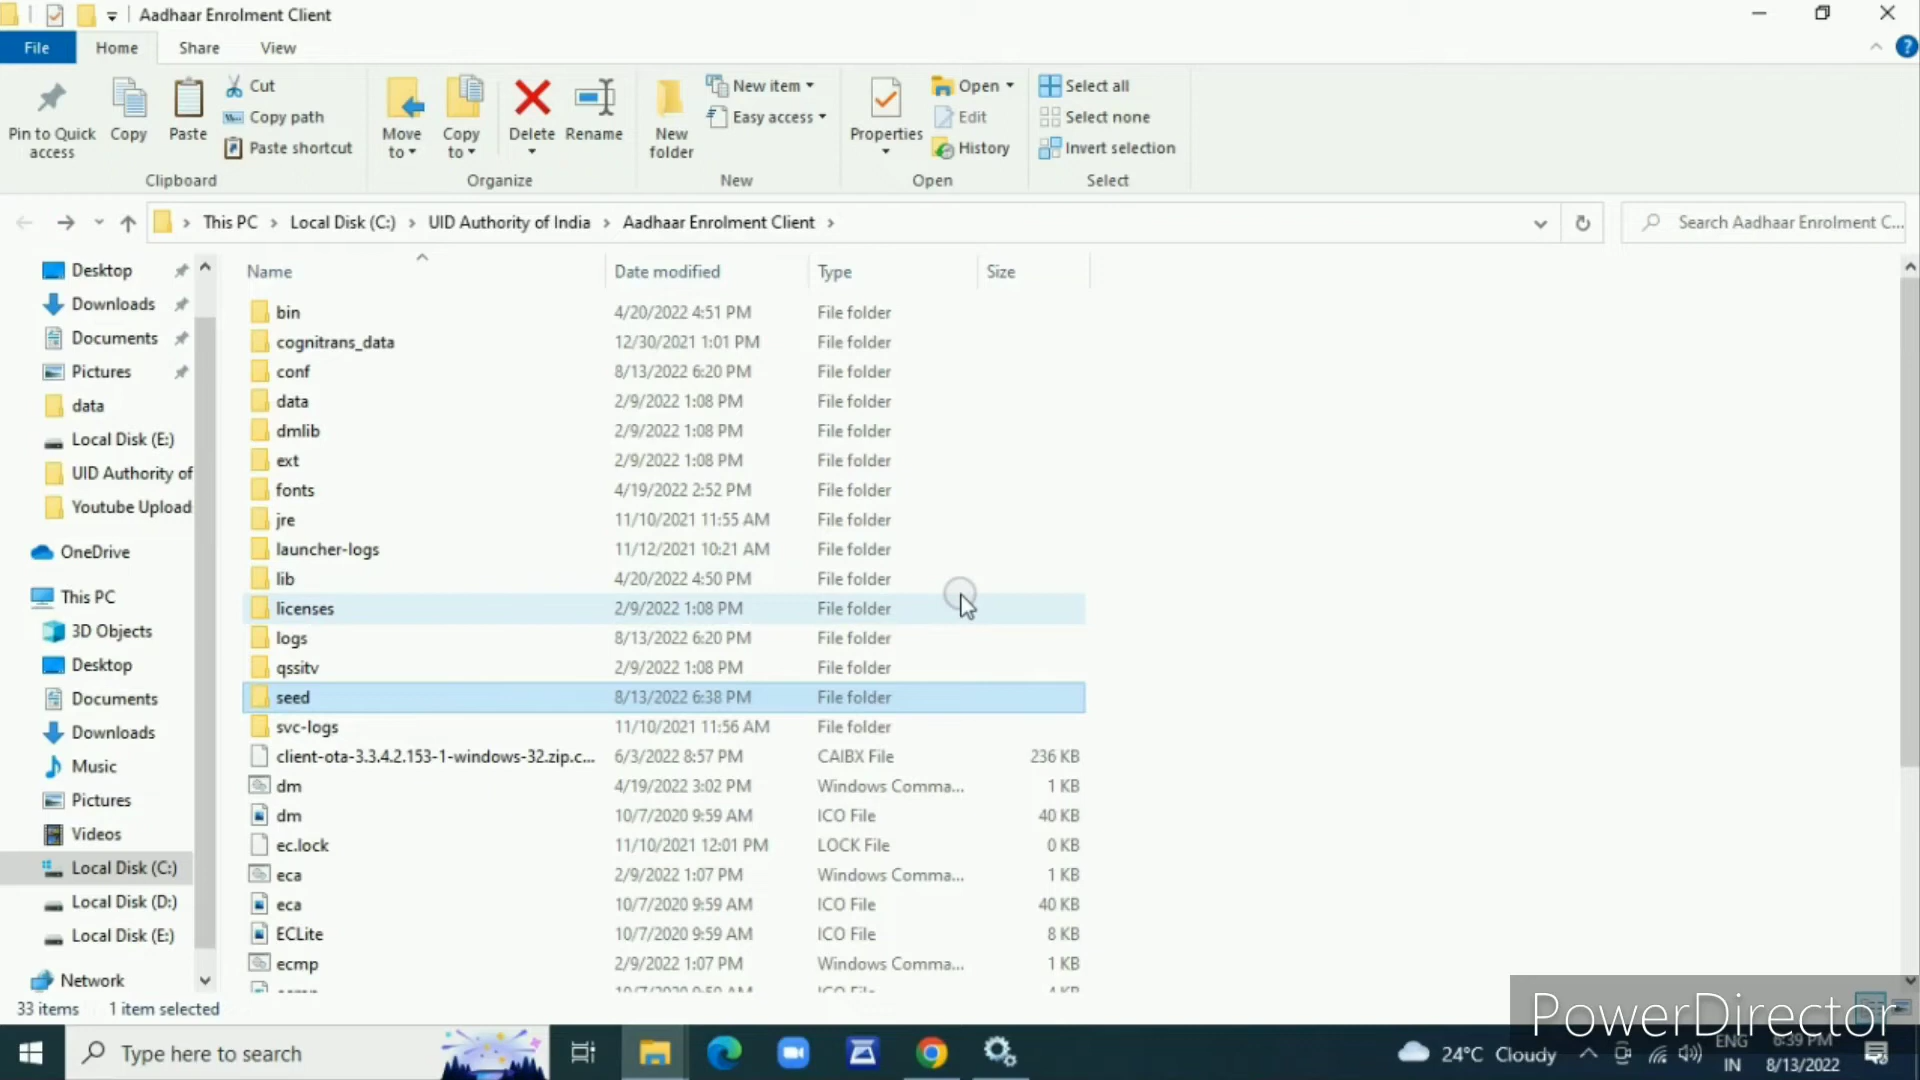 Aadhaar Enrolment Client
File Home Share View
Pin to Quick access
Copy
Paste
Cut
Copy path
Paste shortcut
Clipboard
Move to
Copy to
Delete
Rename
Organize
New folder
New item
Easy access
New
Properties
Open
Edit
History
Open
Select all
Select none
Invert selection
Select
This PC > Local Disk (C:) > UID Authority of India > Aadhaar Enrolment Client >
Search Aadhaar Enrolment C...
Desktop
Downloads
Documents
Pictures
data
Local Disk (E:)
UID Authority of
Youtube Upload
OneDrive
This PC
3D Objects
Desktop
Documents
Downloads
Music
Pictures
Videos
Local Disk (C:)
Local Disk (D:)
Local Disk (E:)
Network
Name Date modified Type Size
bin 4/20/2022 4:51 PM File folder
cognitrans_data 12/30/2021 1:01 PM File folder
conf 8/13/2022 6:20 PM File folder
data 2/9/2022 1:08 PM File folder
dmlib 2/9/2022 1:08 PM File folder
ext 2/9/2022 1:08 PM File folder
fonts 4/19/2022 2:52 PM File folder
jre 11/10/2021 11:55 AM File folder
launcher-logs 11/12/2021 10:21 AM File folder
lib 4/20/2022 4:50 PM File folder
licenses 2/9/2022 1:08 PM File folder
logs 8/13/2022 6:20 PM File folder
qssitv 2/9/2022 1:08 PM File folder
seed 8/13/2022 6:38 PM File folder
svc-logs 11/10/2021 11:56 AM File folder
client-ota-3.3.4.2.153-1-windows-32.zip.c... 6/3/2022 8:57 PM CAIBX File 236 KB
dm 4/19/2022 3:02 PM Windows Comma... 1 KB
dm 10/7/2020 9:59 AM ICO File 40 KB
ec.lock 11/10/2021 12:01 PM LOCK File 0 KB
eca 2/9/2022 1:07 PM Windows Comma... 1 KB
eca 10/7/2020 9:59 AM ICO File 40 KB
ECLite 10/7/2020 9:59 AM ICO File 8 KB
ecmp 2/9/2022 1:07 PM Windows Comma... 1 KB
33 items 1 item selected
PowerDirector
Type here to search
24°C Cloudy
ENG
IN
6:39 PM
8/13/2022